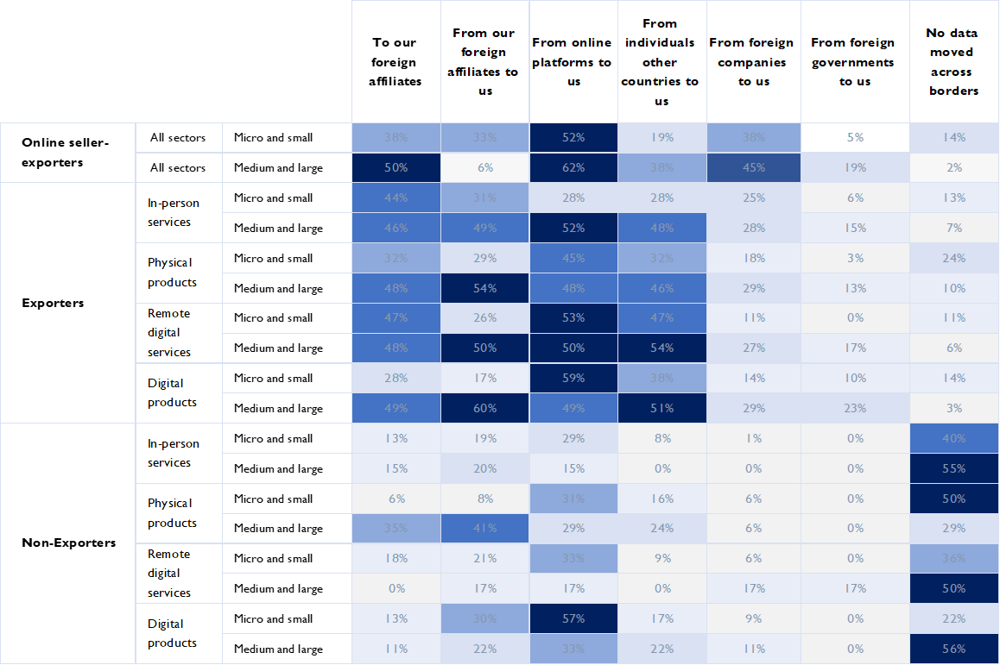 To our foreign affiliates
From our foreign affiliates to us
From online platforms to us
From individuals other countries to us
From foreign companies to us
From foreign governments to us
No data moved across borders
Online seller-exporters
All sectors Micro and small 38% 33% 52% 19% 38% 5% 14%
All sectors Medium and large 50% 6% 62% 38% 45% 19% 2%
Exporters
In-person services
Micro and small 44% 31% 28% 28% 25% 6% 13%
Medium and large 46% 49% 52% 48% 28% 15% 7%
Physical products
Micro and small 32% 29% 45% 32% 18% 3% 24%
Medium and large 48% 54% 48% 46% 29% 13% 10%
Remote digital services
Micro and small 47% 26% 53% 47% 11% 0% 11%
Medium and large 48% 50% 50% 54% 27% 17% 6%
Digital products
Micro and small 28% 17% 59% 38% 14% 10% 14%
Medium and large 49% 60% 49% 51% 29% 23% 3%
Non-Exporters
In-person services
Micro and small 13% 19% 29% 8% 1% 0% 40%
Medium and large 15% 20% 15% 0% 0% 0% 55%
Physical products
Micro and small 6% 8% 31% 16% 6% 0% 50%
Medium and large 35% 41% 29% 24% 6% 0% 29%
Remote digital services
Micro and small 18% 21% 33% 9% 6% 0% 36%
Medium and large 0% 17% 17% 0% 17% 17% 50%
Digital products
Micro and small 13% 30% 57% 17% 9% 0% 22%
Medium and large 11% 22% 33% 22% 11% 0% 56%